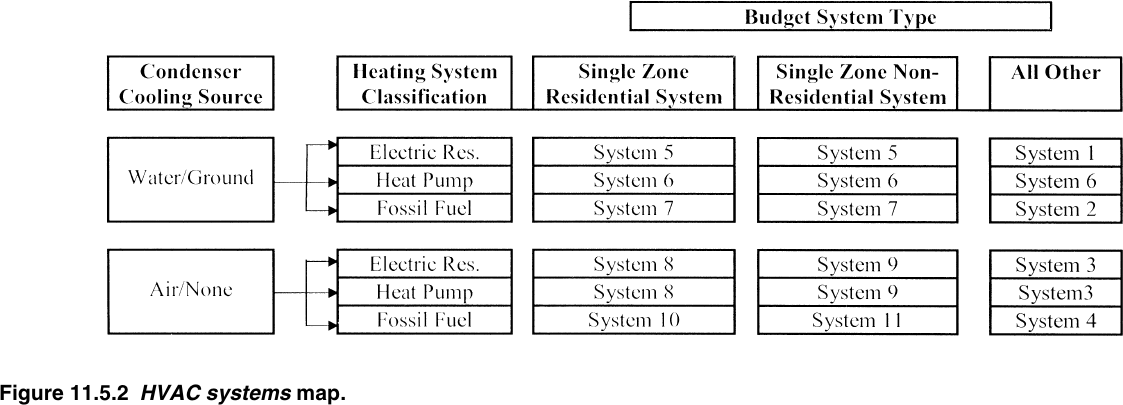 Budget System Type
Condenser Heating System Single Zone Single Zone Non- All Other
Cooling Source Classification Residential System Residential System
Electric Res. System 5 System 5 System 1
Water/Ground Heat Pump System 6 System 6 System 6
Fossil Fuel System 7 System 7 System 2
Electric Res. System 8 System 9 System 3
Air/None Heat Pump System 8 System 9 System3
Fossil Fuel System 10 System 11 System 4
Figure 11.5.2 HVAC systems map.